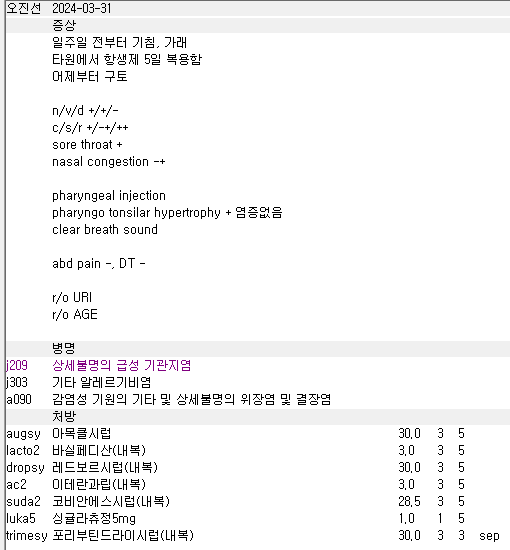 오진선 2024-03-31
증상
일주일 전부터 기침, 가래
타원에서 항생제 5일 복용함
어제부터 구토
n/v/d +/+/-
c/s/r +/-+/++
sore throat +
nasal congestion -+
pharyngeal injection
pharyngo tonsilar hypertrophy + 염증없음
clear breath sound
abd pain -, DT -
r/o URI
r/o AGE
병명
j209 상세불명의 급성 기관지염
j303 기타 알레르기비염
a090 감염성 기원의 기타 및 상세불명의 위장염 및 결장염
처방
augsy 아목클시럽 30,0 3 5
lacto2 바실페디산(내복) 3,0 3 5
dropsy 레드보르시럽(내복) 30,0 3 5
ac2 이테란과립(내복) 3,0 3 5
suda2 코비안에스시럽(내복) 28,5 3 5
luka5 싱귤라츄정5mg 1,0 1 5
trimesy 포리부틴드라이시럽(내복) 30,0 3 3 sep